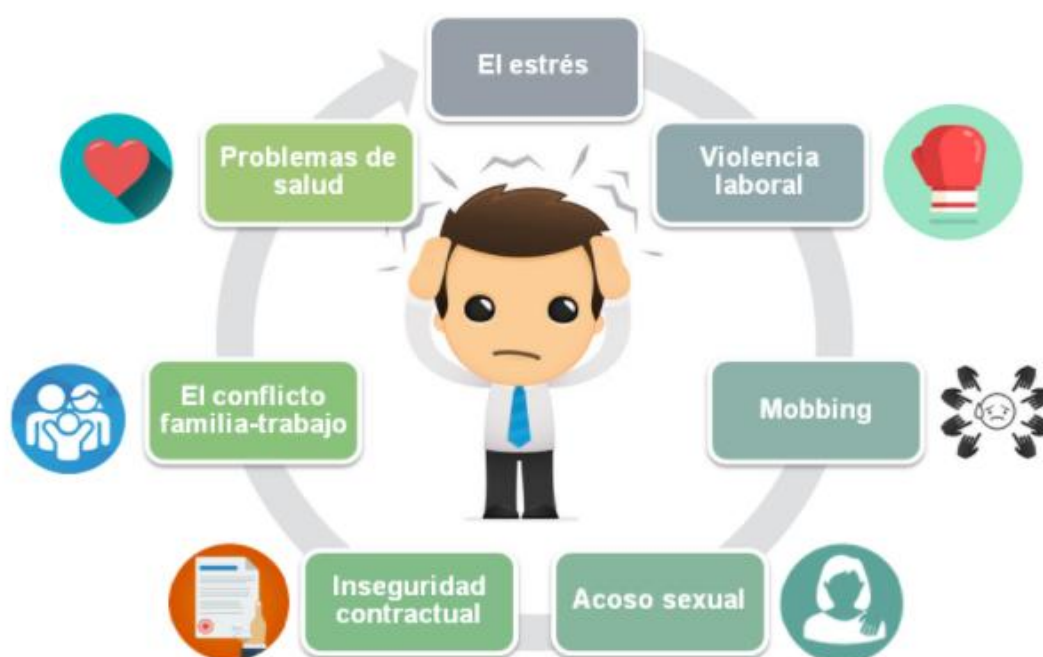 El estrés
Violencia
laboral
Mobbing
Acoso sexual
Inseguridad
contractual
El conflicto
familia-trabajo
Problemas de
salud